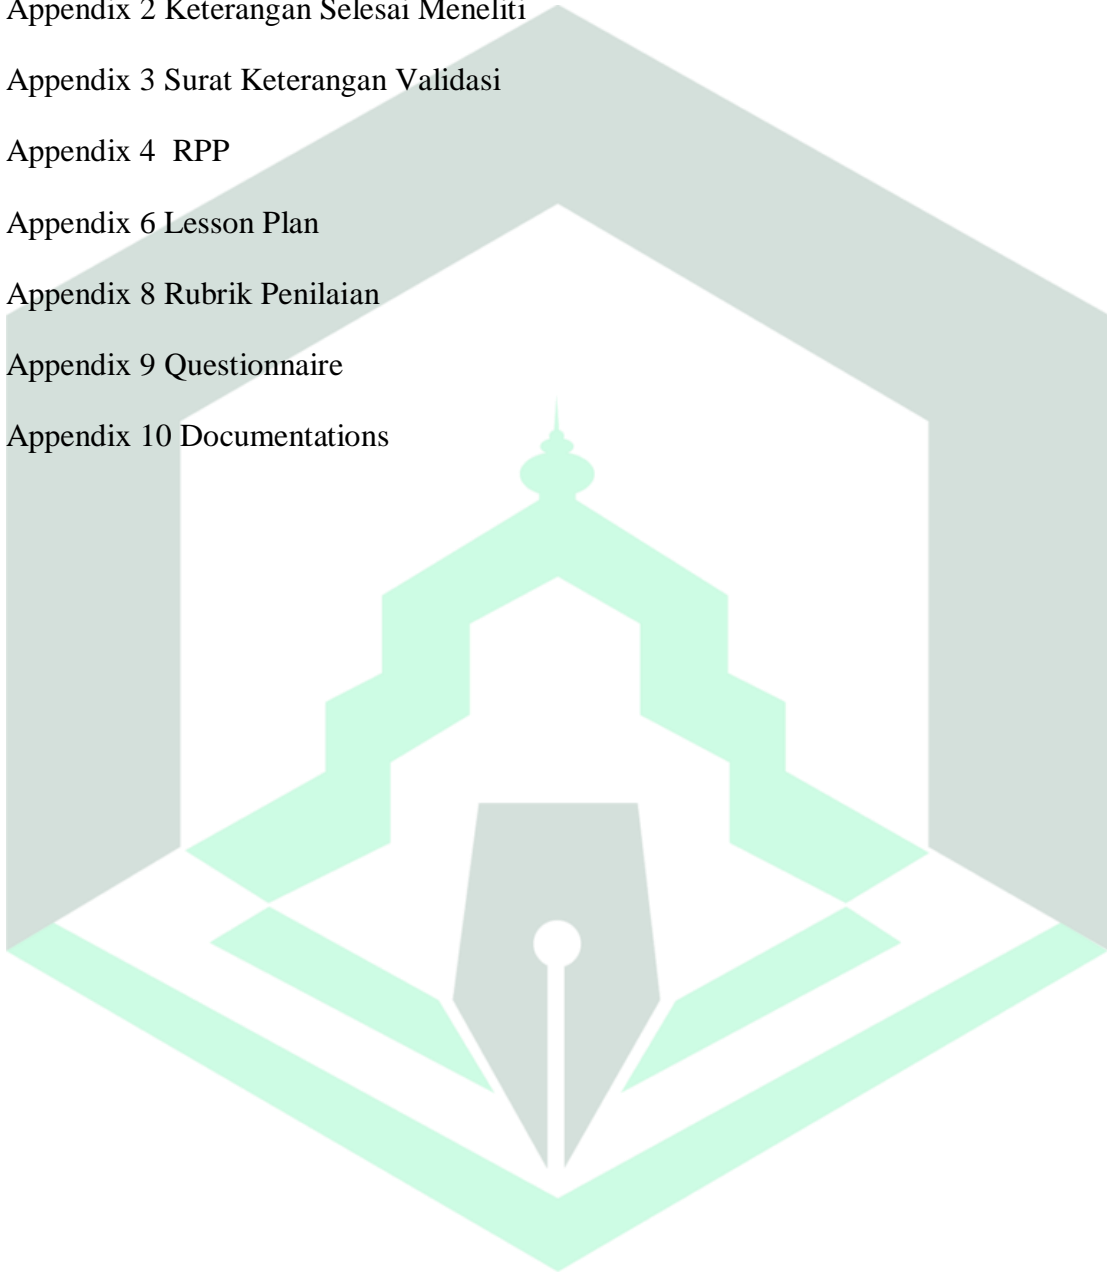 Appendix 2 Keterangan Selesai Meneliti
Appendix 3 Surat Keterangan Validasi
Appendix 4 RPP
Appendix 6 Lesson Plan
Appendix 8 Rubrik Penilaian
Appendix 9 Questionnaire
Appendix 10 Documentations